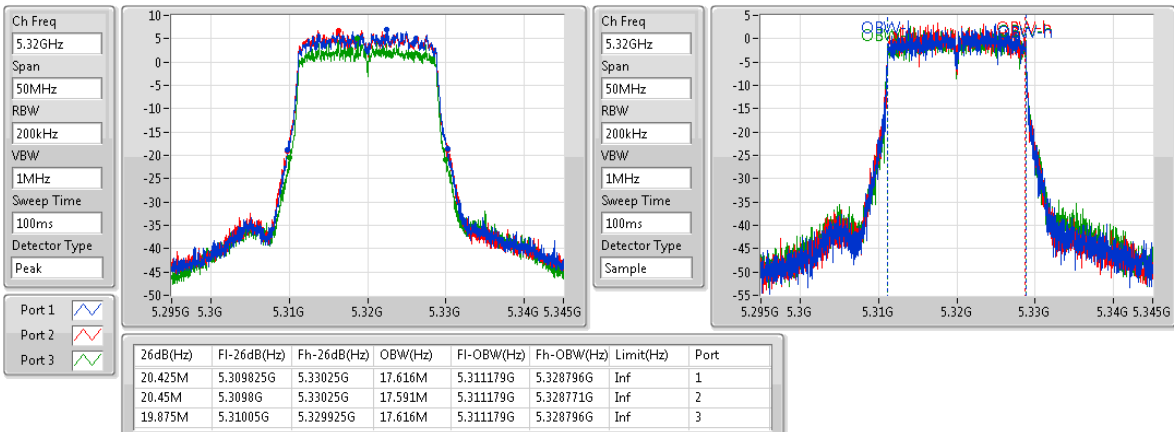 Ch Freq
5.32GHz
Span
50MHz
RBW
200kHz
VBW
1MHz
Sweep Time
100ms
Detector Type
Peak
10
5
0
-5
-10
-15
-20
-25
-30
-35
-40
-45
-50
5.295G 5.3G 5.31G 5.32G 5.33G 5.34G 5.345G
Ch Freq
5.32GHz
Span
50MHz
RBW
200kHz
VBW
1MHz
Sweep Time
100ms
Detector Type
Sample
5
0
-5
-10
-15
-20
-25
-30
-35
-40
-45
-50
-55
OBW-l
OBW-h
5.295G 5.3G 5.31G 5.32G 5.33G 5.34G 5.345G
Port 1
Port 2
Port 3
26dB(Hz) Fl-26dB(Hz) Fh-26dB(Hz) OBW(Hz) Fl-OBW(Hz) Fh-OBW(Hz) Limit(Hz) Port
20.425M 5.309825G 5.33025G 17.616M 5.311179G 5.328796G Inf 1
20.45M 5.3098G 5.33025G 17.591M 5.311179G 5.328771G Inf 2
19.875M 5.31005G 5.329925G 17.616M 5.311179G 5.328796G Inf 3